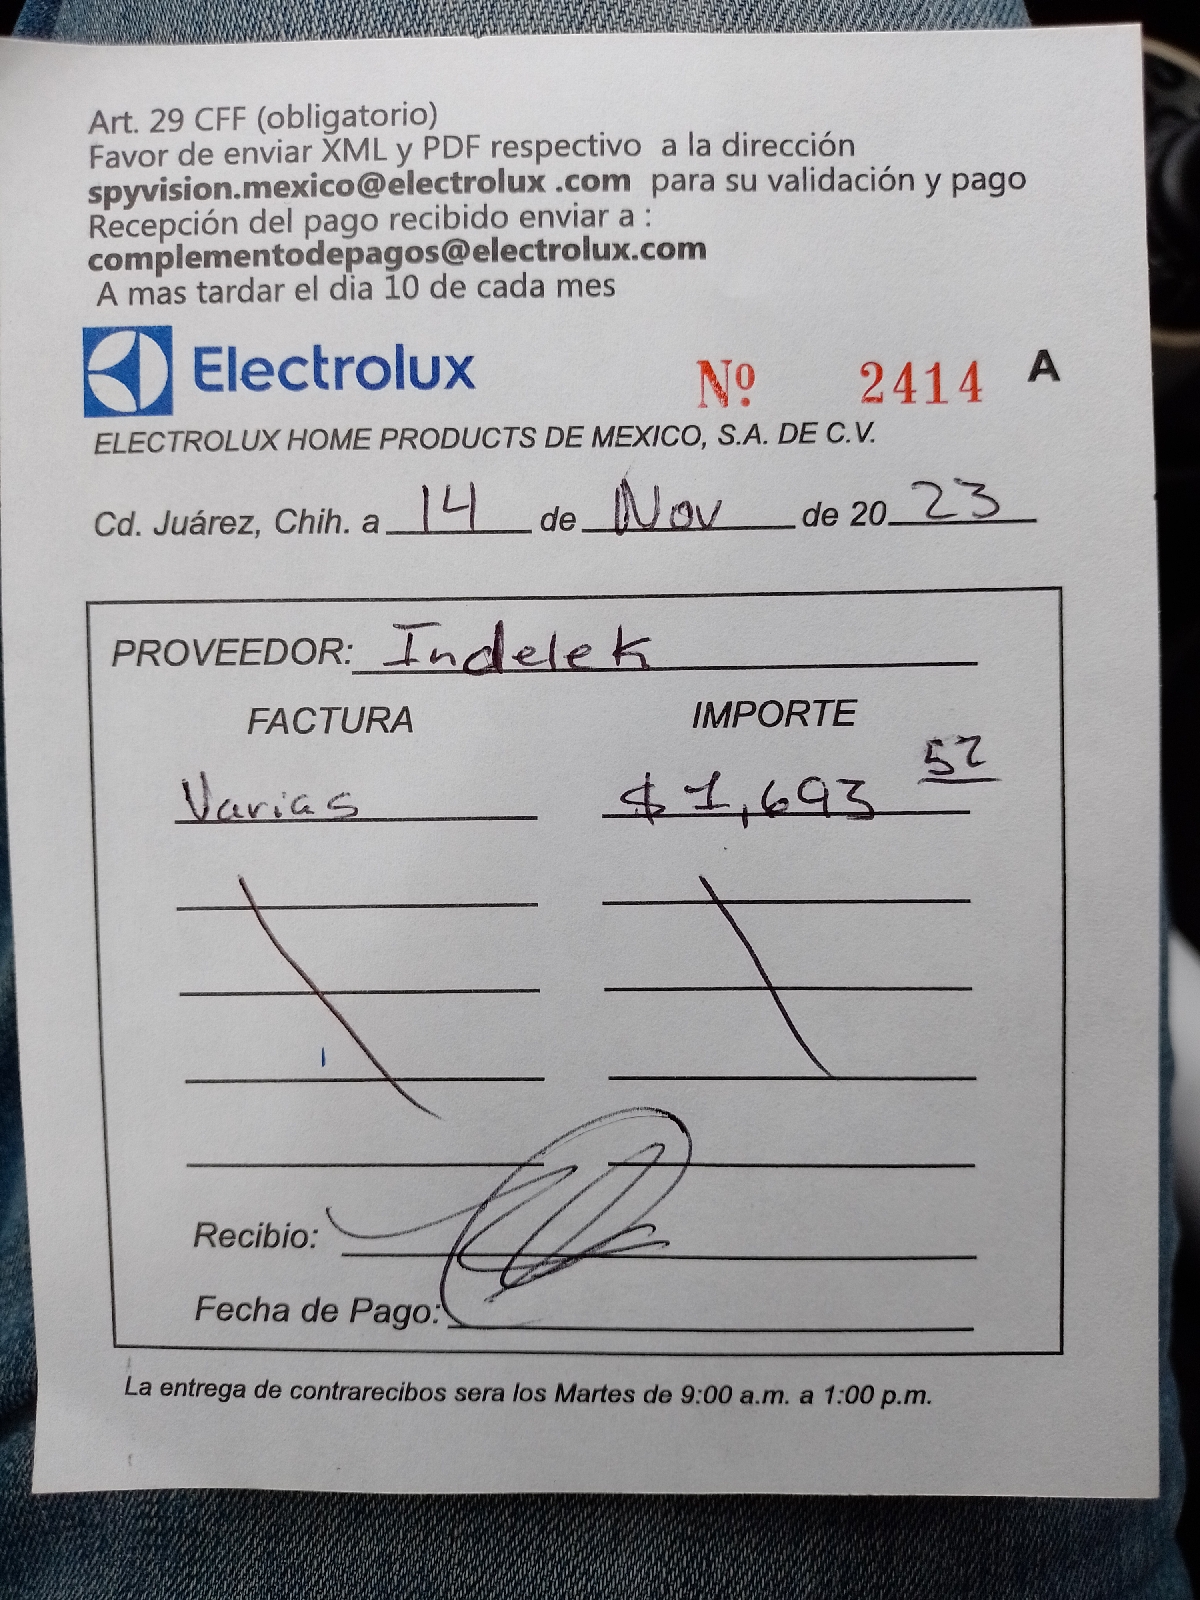 Art. 29 CFF (obligatorio)
Favor de enviar XML y PDF respectivo a la dirección
spyvision.mexico@electrolux .com para su validación y pago
Recepción del pago recibido enviar a :
complementodepagos@electrolux.com
A mas tardar el dia 10 de cada mes
Electrolux
Nº 2414 A
ELECTROLUX HOME PRODUCTS DE MEXICO, S.A. DE C.V.
Cd. Juárez, Chih. a 14 de Nov de 20 23
PROVEEDOR: Indelek
FACTURA IMPORTE
Varias $1,693 52
Recibio:
Fecha de Pago:
La entrega de contrarecibos sera los Martes de 9:00 a.m. a 1:00 p.m.